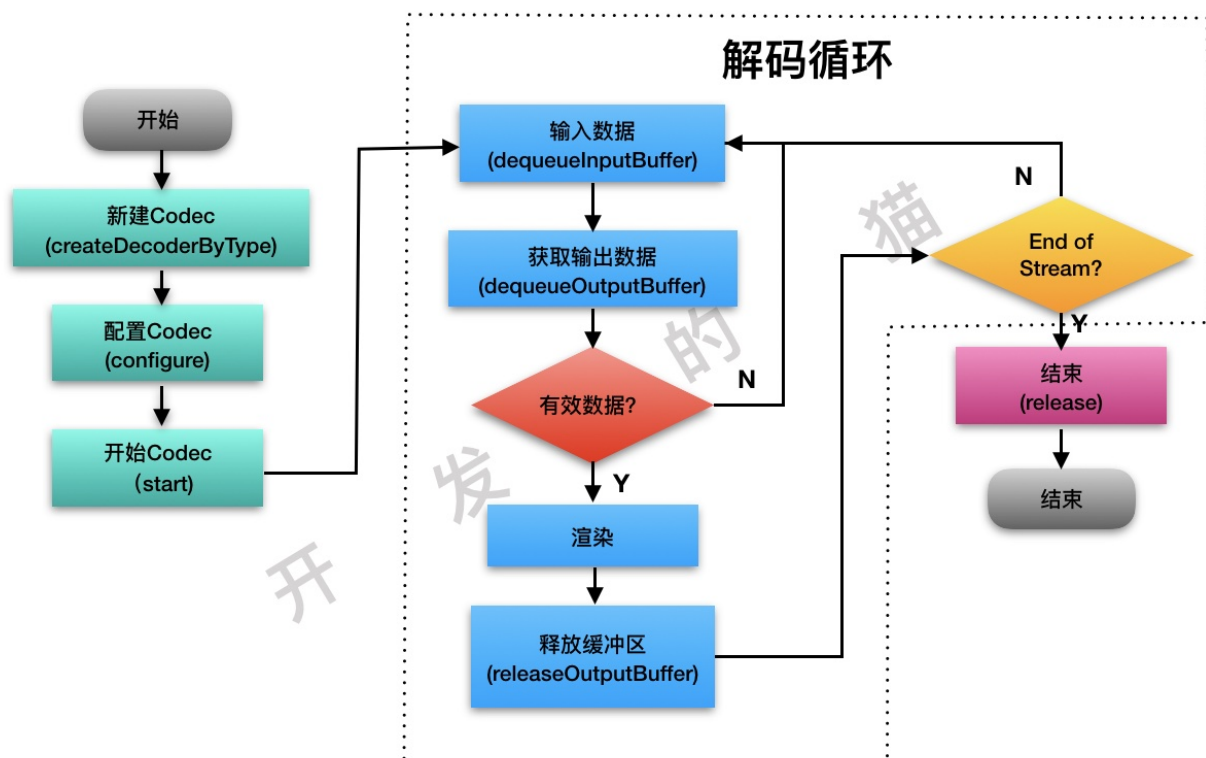 解码循环
开始
新建Codec
(createDecoderByType)
配置Codec
(configure)
开始Codec
（start)
输入数据
(dequeueInputBuffer)
获取输出数据
(dequeueOutputBuffer)
有效数据?
N
Y
渲染
释放缓冲区
(releaseOutputBuffer)
End of
Stream?
N
Y
结束
(release)
结束
开发的猫